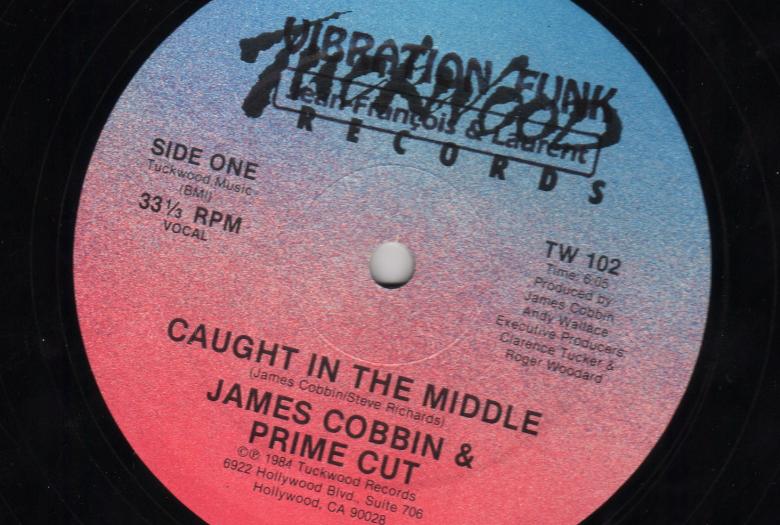 VIBRATION FUNK
TUCKWOOD
Jean-François & Laurent
RECORDS
SIDE ONE
Tuckwood Music
(BMI)
33⅓ RPM
VOCAL
TW 102
Time: 6:05
Produced by
James Cobbin
Andy Wallace
Executive Producers:
Clarence Tucker &
Roger Woodard
CAUGHT IN THE MIDDLE
(James Cobbin/Steve Richards)
JAMES COBBIN &
PRIME CUT
©℗ 1984 Tuckwood Records
6922 Hollywood Blvd., Suite 706
Hollywood, CA 90028